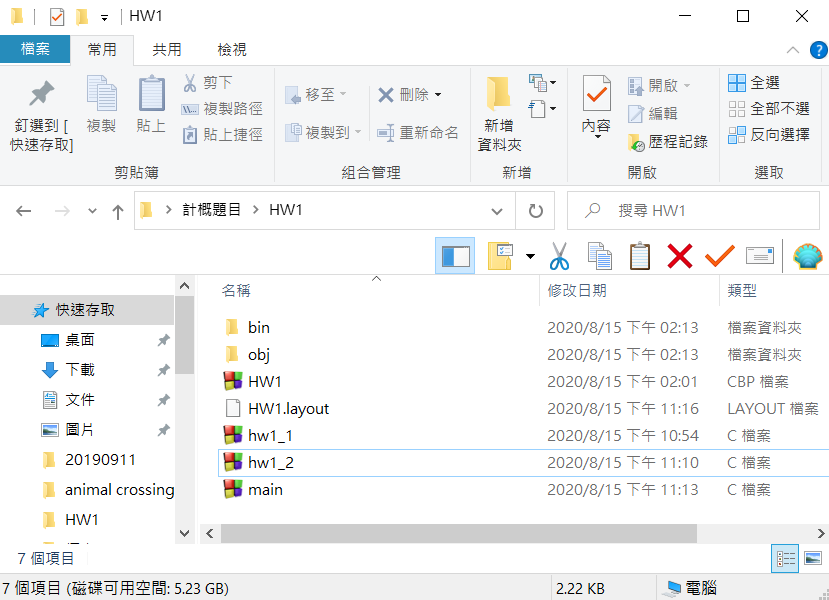 HW1
檔案 常用 共用 檢視
釘選到 [
快速存取]
複製
貼上
剪下
複製路徑
貼上捷徑
剪貼簿
移至
複製到
刪除
重新命名
組合管理
新增
資料夾
新增
內容
開啟
編輯
歷程記錄
開啟
全選
全部不選
反向選擇
選取
計概題目 HW1
搜尋 HW1
名稱 修改日期 類型
快速存取
桌面
下載
文件
圖片
20190911
animal crossing
HW1
bin 2020/8/15 下午 02:13 檔案資料夾
obj 2020/8/15 下午 02:13 檔案資料夾
HW1 2020/8/15 下午 02:01 CBP 檔案
HW1.layout 2020/8/15 下午 11:16 LAYOUT 檔案
hw1_1 2020/8/15 下午 10:54 C 檔案
hw1_2 2020/8/15 下午 11:10 C 檔案
main 2020/8/15 下午 11:13 C 檔案
7 個項目
7 個項目 (磁碟可用空間: 5.23 GB) 2.22 KB 電腦